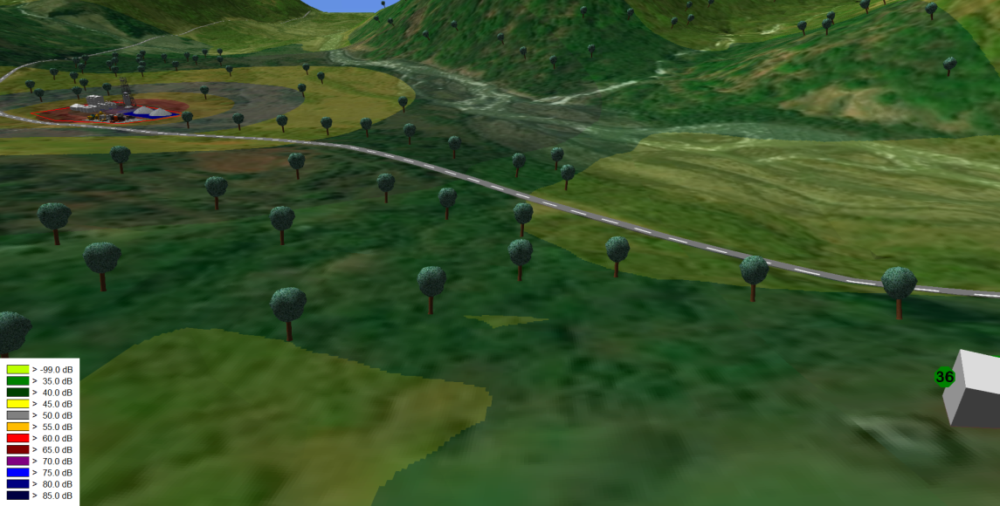 36
> -99.0 dB
> 35.0 dB
> 40.0 dB
> 45.0 dB
> 50.0 dB
> 55.0 dB
> 60.0 dB
> 65.0 dB
> 70.0 dB
> 75.0 dB
> 80.0 dB
> 85.0 dB